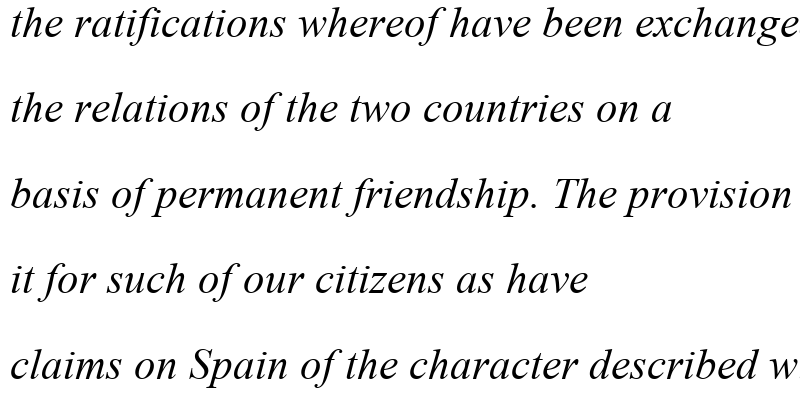 the ratifications whereof have been exchange
the relations of the two countries on a
basis of permanent friendship. The provision
it for such of our citizens as have
claims on Spain of the character described w